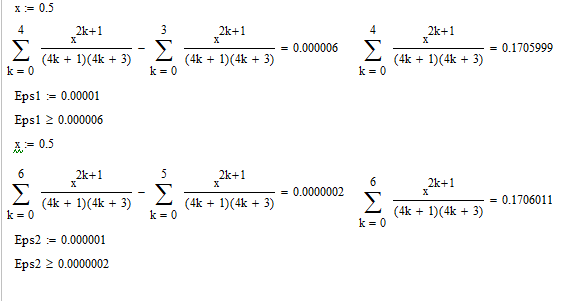 x := 0.5
4 ∑ k = 0 x^2k+1 / (4k + 1)(4k + 3) − 3 ∑ k = 0 x^2k+1 / (4k + 1)(4k + 3) = 0.000006 4 ∑ k = 0 x^2k+1 / (4k + 1)(4k + 3) = 0.1705999
Eps1 := 0.00001
Eps1 ≥ 0.000006
x := 0.5
6 ∑ k = 0 x^2k+1 / (4k + 1)(4k + 3) − 5 ∑ k = 0 x^2k+1 / (4k + 1)(4k + 3) = 0.0000002 6 ∑ k = 0 x^2k+1 / (4k + 1)(4k + 3) = 0.1706011
Eps2 := 0.000001
Eps2 ≥ 0.0000002